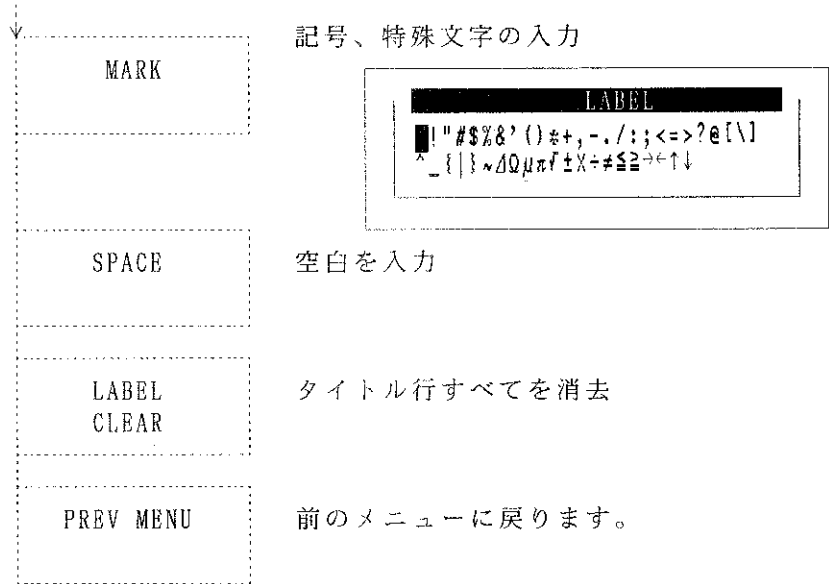 記号、特殊文字の入力
MARK
LABEL
!"#$%&'()*+,-./:;<=>?@[\]
^_{|}~ΔΩμπ√±×÷≠≦≧→←↑↓
SPACE
空白を入力
LABEL
CLEAR
タイトル行すべてを消去
PREV MENU
前のメニューに戻ります。